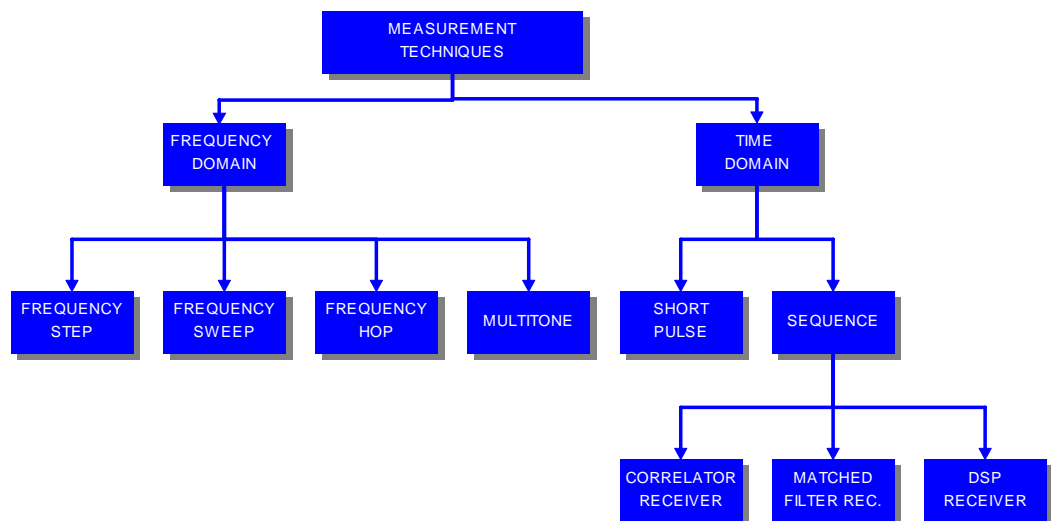 MEASUREMENT
TECHNIQUES
FREQUENCY
DOMAIN
TIME
DOMAIN
FREQUENCY
STEP
FREQUENCY
SWEEP
FREQUENCY
HOP
MULTITONE
SHORT
PULSE
SEQUENCE
CORRELATOR
RECEIVER
MATCHED
FILTER REC.
DSP
RECEIVER